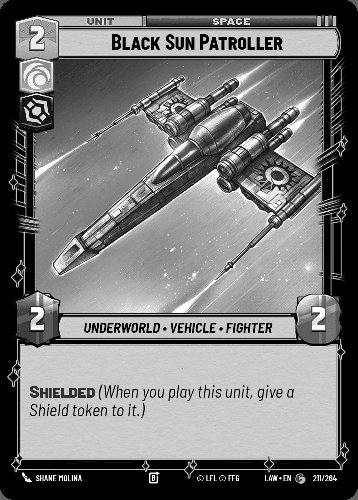 UNIT
SPACE
2
BLACK SUN PATROLLER
2
2
UNDERWORLD • VEHICLE • FIGHTER
SHIELDED (When you play this unit, give a
Shield token to it.)
SHANE MOLINA
© LFL © FFG
LAW • EN
C
211/264